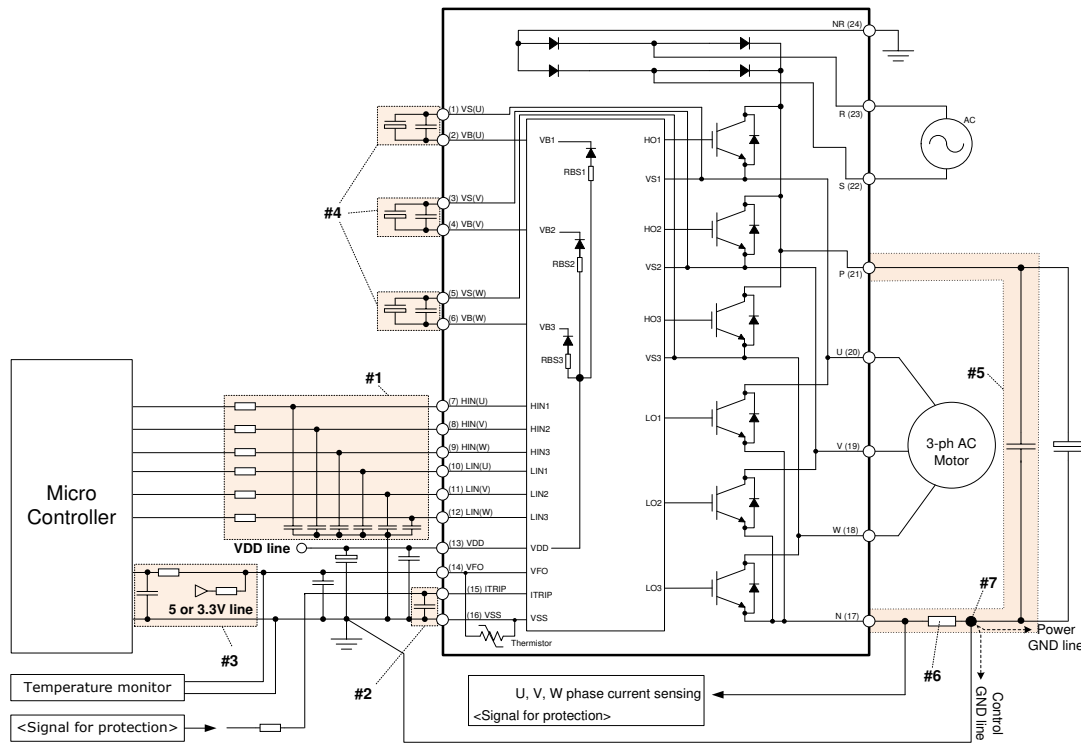 NR (24)
(1) VS(U)
R (23)
AC
(2) VB(U)
VB1
HO1
RBS1
VS1
S (22)
(3) VS(V)
#4
(4) VB(V)
VB2
HO2
RBS2
VS2
P (21)
(5) VS(W)
(6) VB(W)
VB3
HO3
RBS3
VS3
U (20)
#1
#5
(7) HIN(U)
HIN1
LO1
(8) HIN(V)
HIN2
(9) HIN(W)
HIN3
V (19)
3-ph AC
Motor
(10) LIN(U)
LIN1
Micro
Controller
(11) LIN(V)
LIN2
LO2
(12) LIN(W)
LIN3
W (18)
VDD line
(13) VDD
VDD
(14) VFO
VFO
LO3
(15) ITRIP
ITRIP
#7
5 or 3.3V line
(16) VSS
VSS
N (17)
Thermistor
Power
GND line
#3
#6
#2
Temperature monitor
U, V, W phase current sensing
<Signal for protection>
Control
GND line
<Signal for protection>